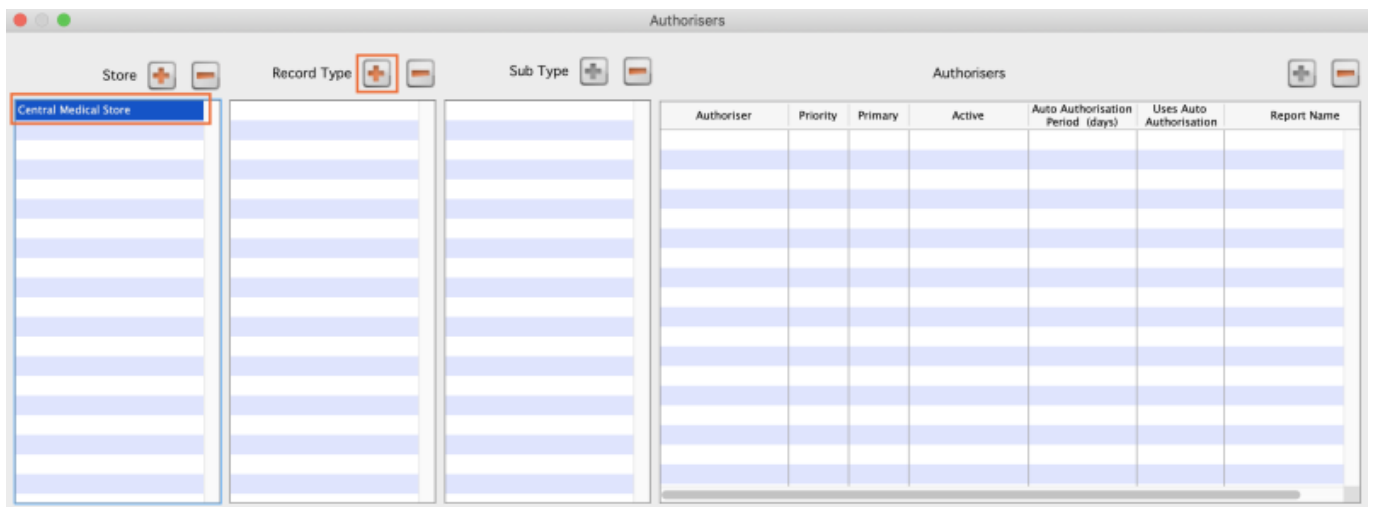 Authorisers
Store
Record Type
Sub Type
Authorisers
Central Medical Store
Authoriser
Priority
Primary
Active
Auto Authorisation
Period (days)
Uses Auto
Authorisation
Report Name